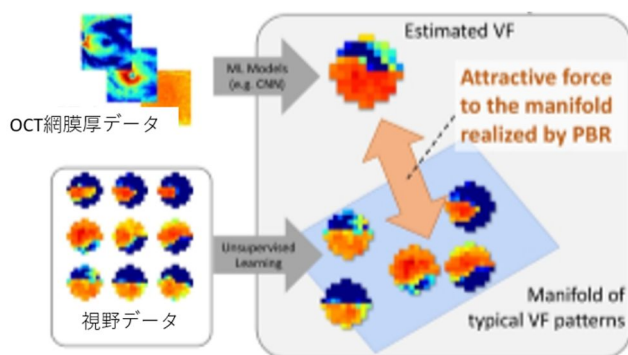 Estimated VF
ML Models
(e.g. CNN)
Attractive force
to the manifold
realized by PBR
OCT網膜厚データ
Unsupervised
Learning
視野データ
Manifold of
typical VF patterns